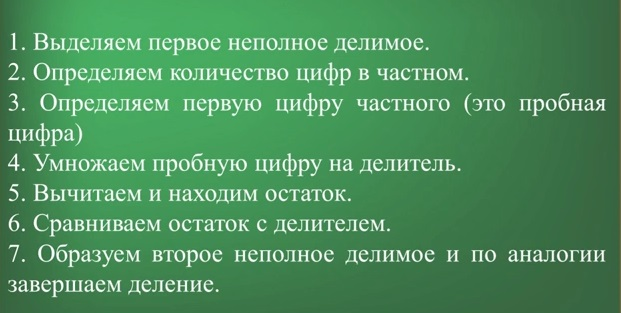 1. Выделяем первое неполное делимое.
2. Определяем количество цифр в частном.
3. Определяем первую цифру частного (это пробная
цифра)
4. Умножаем пробную цифру на делитель.
5. Вычитаем и находим остаток.
6. Сравниваем остаток с делителем.
7. Образуем второе неполное делимое и по аналогии
завершаем деление.